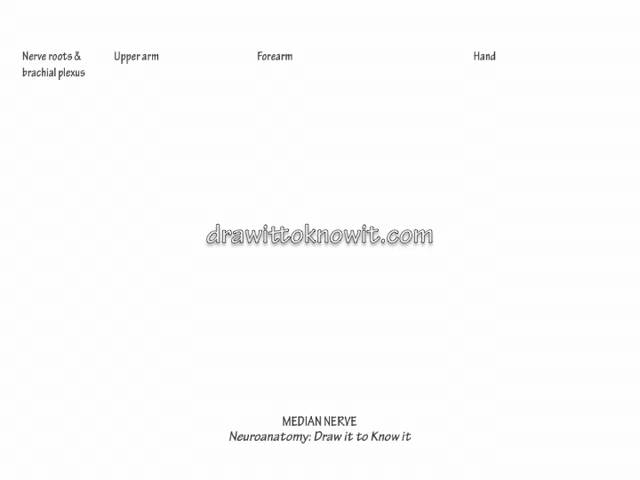 Nerve roots & brachial plexus
Upper arm
Forearm
Hand
drawittoknowit.com
MEDIAN NERVE
Neuroanatomy: Draw it to Know it